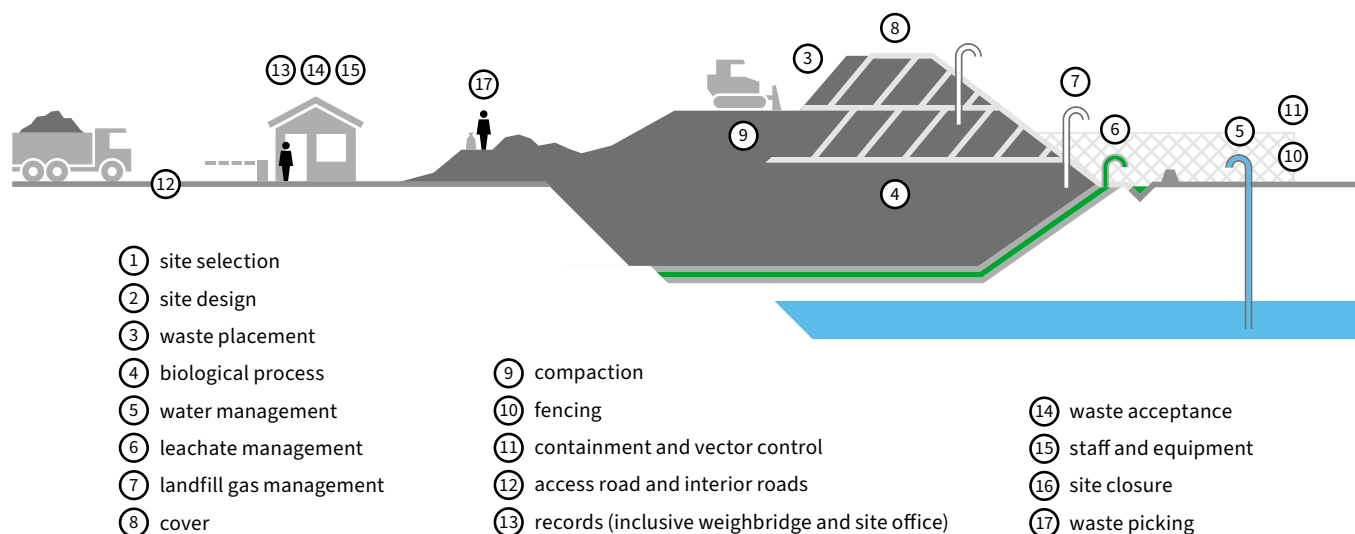 8
3
13 14 15
17
7
11
6
5
9
10
12
4
1 site selection
2 site design
3 waste placement
4 biological process
5 water management
6 leachate management
7 landfill gas management
8 cover
9 compaction
10 fencing
11 containment and vector control
12 access road and interior roads
13 records (inclusive weighbridge and site office)
14 waste acceptance
15 staff and equipment
16 site closure
17 waste picking